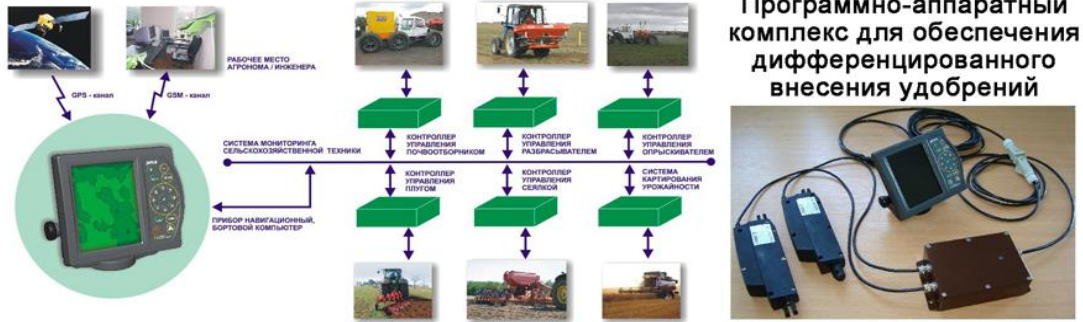 Программно-аппаратный
комплекс для обеспечения
дифференцированного
внесения удобрений
РАБОЧЕЕ МЕСТО
АГРОНОМА / ИНЖЕНЕРА
GPS - канал
GSM - канал
СИСТЕМА МОНИТОРИНГА
СЕЛЬСКОХОЗЯЙСТВЕННОЙ ТЕХНИКИ
КОНТРОЛЛЕР
УПРАВЛЕНИЯ
ПОЧВООТБОРНИКОМ
КОНТРОЛЛЕР
УПРАВЛЕНИЯ
РАЗБРАСЫВАТЕЛЕМ
КОНТРОЛЛЕР
УПРАВЛЕНИЯ
ОПРЫСКИВАТЕЛЕМ
КОНТРОЛЛЕР
УПРАВЛЕНИЯ
ПЛУГОМ
КОНТРОЛЛЕР
УПРАВЛЕНИЯ
СЕЯЛКОЙ
СИСТЕМА
КАРТИРОВАНИЯ
УРОЖАЙНОСТИ
ПРИБОР НАВИГАЦИОННЫЙ,
БОРТОВОЙ КОМПЬЮТЕР